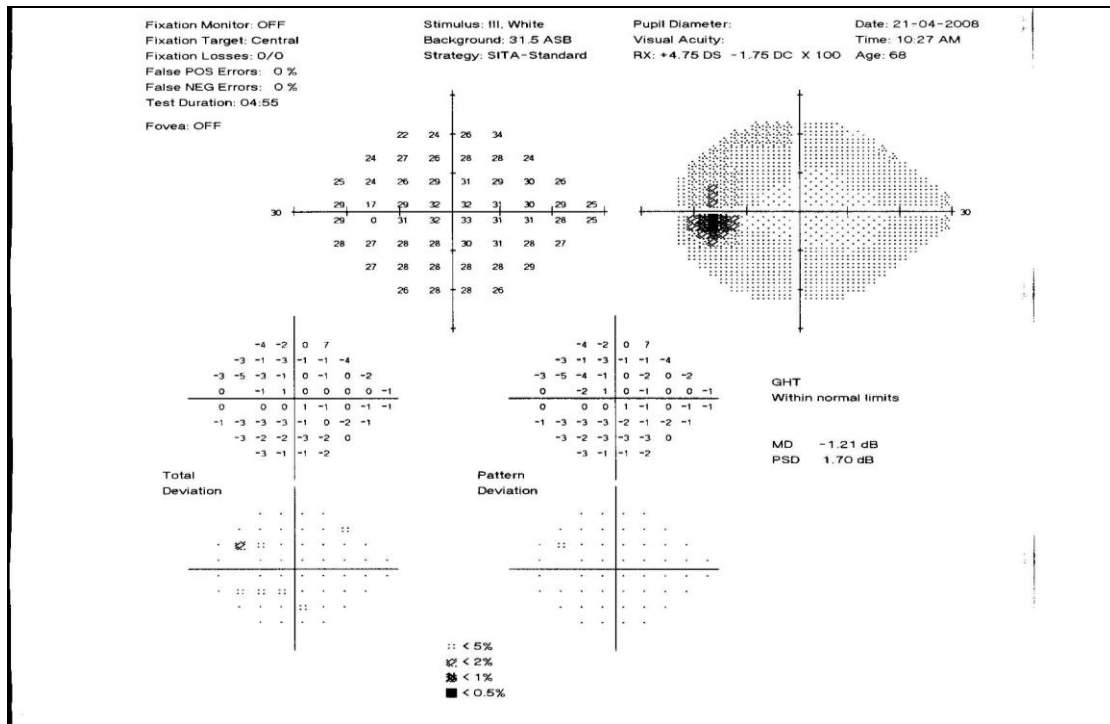 Fixation Monitor: OFF
Fixation Target: Central
Fixation Losses: 0/0
False POS Errors: 0 %
False NEG Errors: 0 %
Test Duration: 04:55
Fovea: OFF
Stimulus: III, White
Background: 31.5 ASB
Strategy: SITA-Standard
Pupil Diameter:
Visual Acuity:
RX: +4.75 DS -1.75 DC X 100
Date: 21-04-2008
Time: 10:27 AM
Age: 68
22 24 26 34
24 27 26 28 28 24
25 24 26 29 31 29 30 26
30 29 17 29 32 32 31 30 29 25
29 0 31 32 33 31 31 28 25
28 27 28 28 30 31 28 27
27 28 28 28 28 29
26 28 28 26
30
-4 -2 0 7
-3 -1 -3 -1 -1 -4
-3 -5 -3 -1 0 -1 0 -2
0 -1 1 0 0 0 0 -1
0 0 0 1 -1 0 -1 -1
-1 -3 -3 -3 -1 0 -2 -1
-3 -2 -2 -3 -2 0
-3 -1 -1 -2
Total
Deviation
-4 -2 0 7
-3 -1 -3 -1 -1 -4
-3 -5 -4 -1 0 -2 0 -2
0 -2 1 0 -1 0 0 -1
0 0 0 1 -1 0 -1 -1
-1 -3 -3 -3 -2 -1 -2 -1
-3 -2 -3 -3 -2 0
-3 -1 -1 -2
Pattern
Deviation
GHT
Within normal limits
MD -1.21 dB
PSD 1.70 dB
< 5%
< 2%
< 1%
< 0.5%